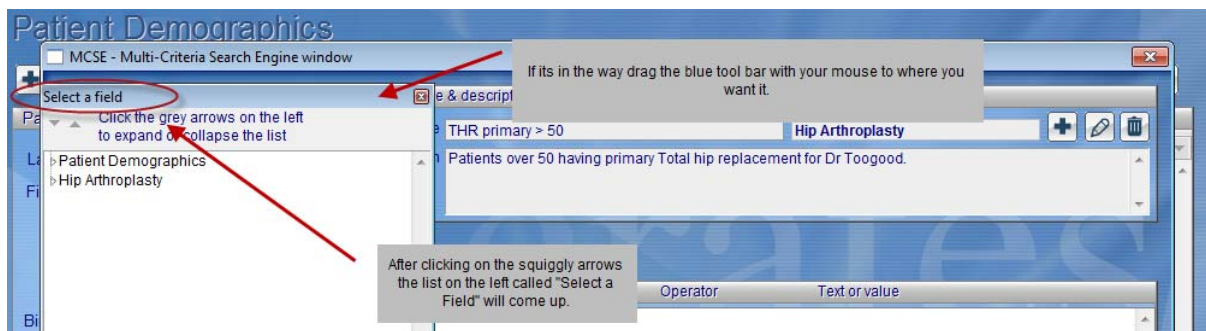 Patient Demographics
MCSE - Multi-Criteria Search Engine window
If its in the way drag the blue tool bar with your mouse to where you
want it.
Select a field
e & descript
Click the grey arrows on the left
to expand or collapse the list
THR primary > 50
Hip Arthroplasty
Patient Demographics
Hip Arthroplasty
Patients over 50 having primary Total hip replacement for Dr Toogood.
After clicking on the squiggly arrows
the list on the left called "Select a
Field" will come up.
Operator
Text or value